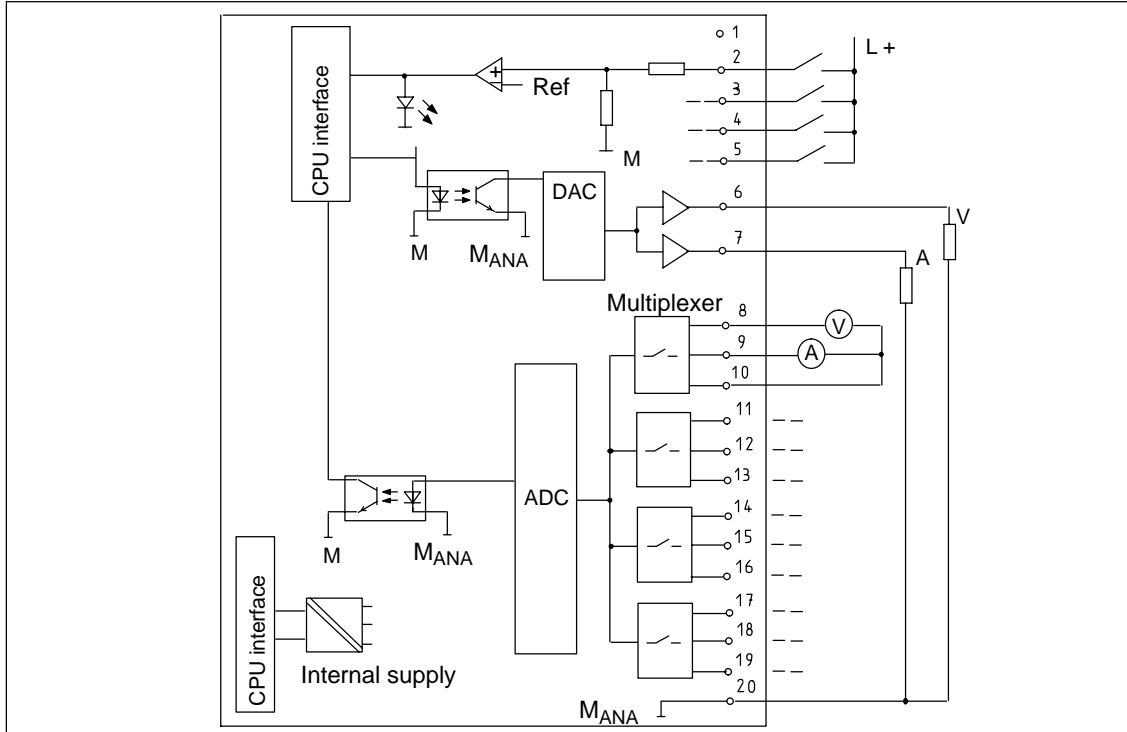 1
2
L +
Ref
3
4
M
5
CPU interface
DAC
6
V
7
A
M
MANA
Multiplexer
8
V
9
A
10
11
12
13
ADC
14
15
16
M
MANA
17
18
19
CPU interface
Internal supply
20
MANA